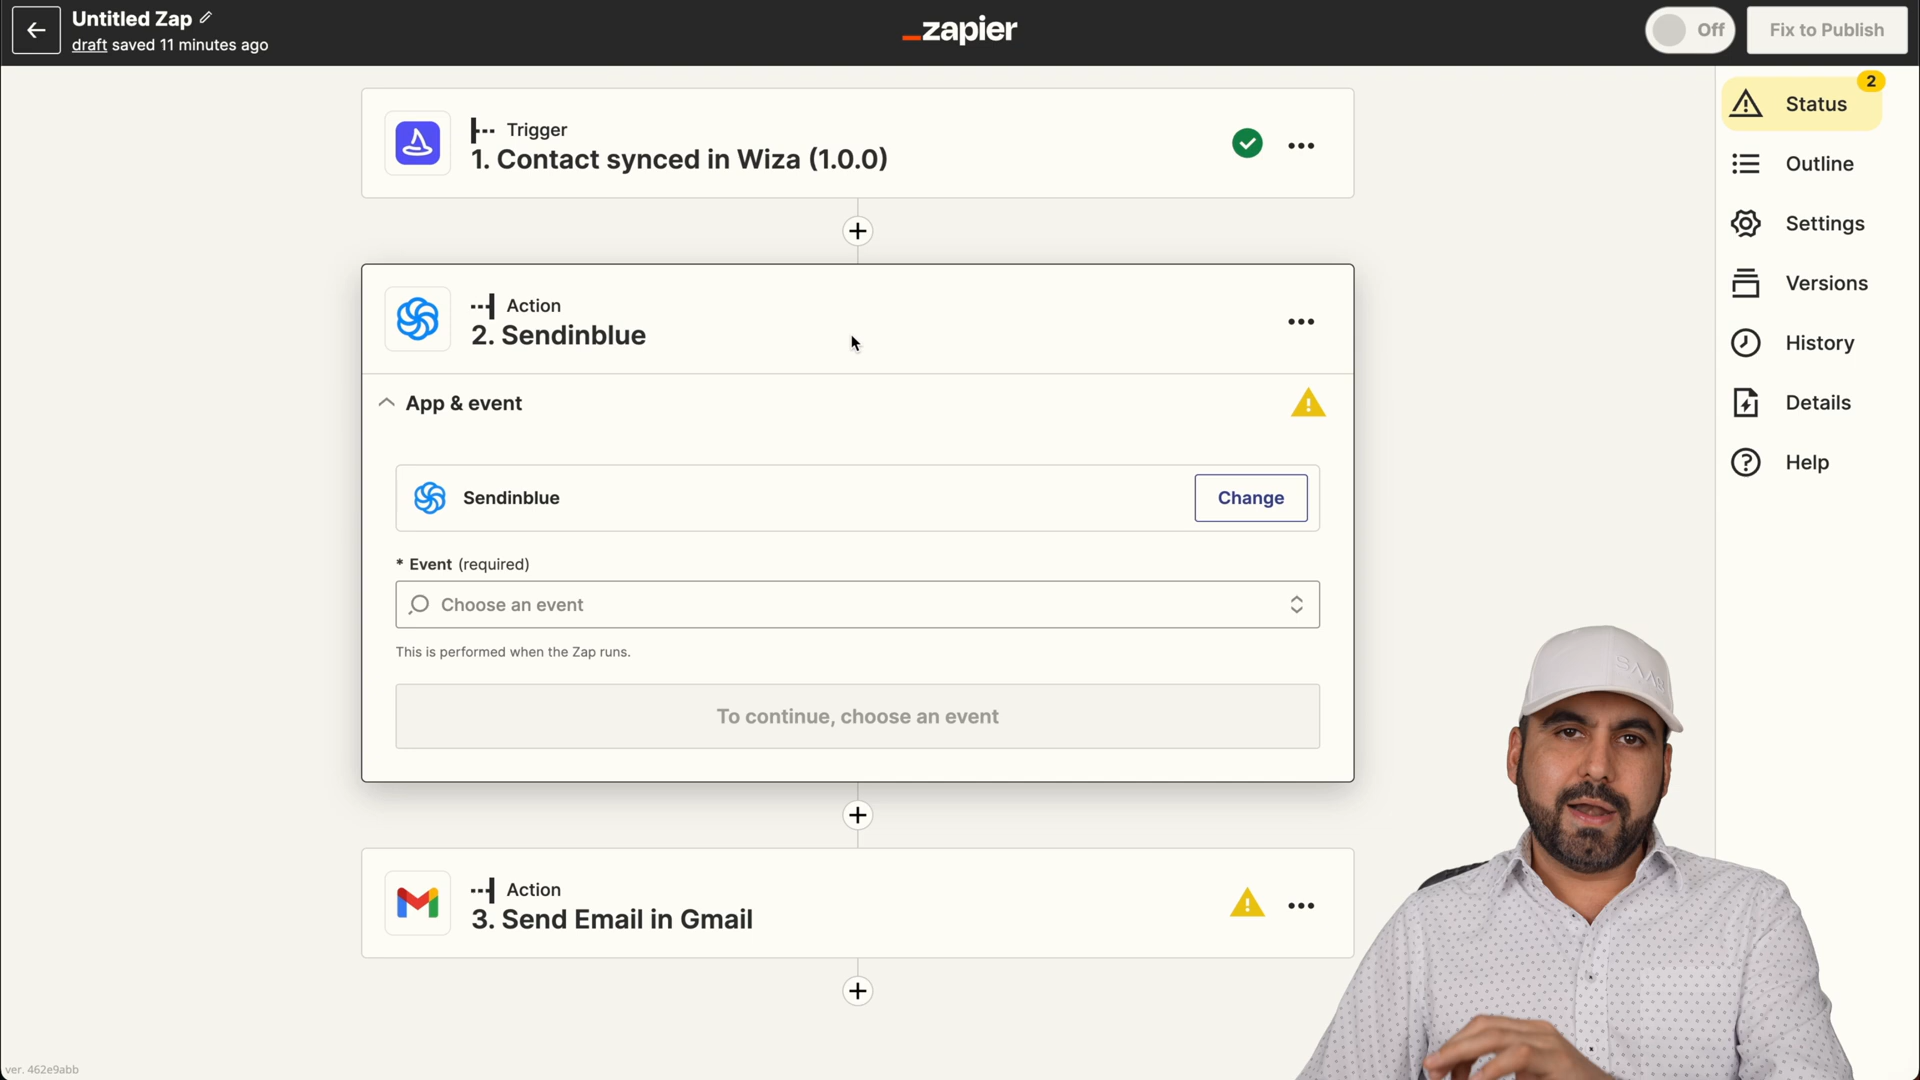 Untitled Zap
draft saved 11 minutes ago
zapier
Off
Fix to Publish
Trigger
1. Contact synced in Wiza (1.0.0)
Action
2. Sendinblue
App & event
Sendinblue
Change
* Event (required)
Choose an event
This is performed when the Zap runs.
To continue, choose an event
Action
3. Send Email in Gmail
2
Status
Outline
Settings
Versions
History
Details
Help
ver. 462e9abb